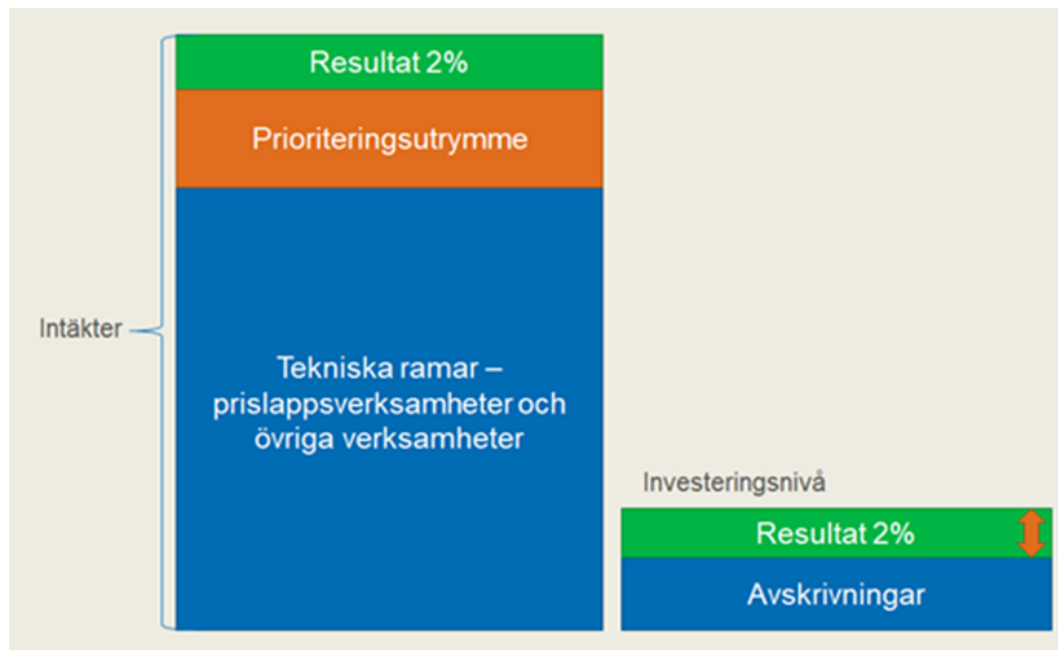 Resultat 2%
Prioriteringsutrymme
Intäkter
Tekniska ramar –
prislappsverksamheter och
övriga verksamheter
Investeringsnivå
Resultat 2%
Avskrivningar